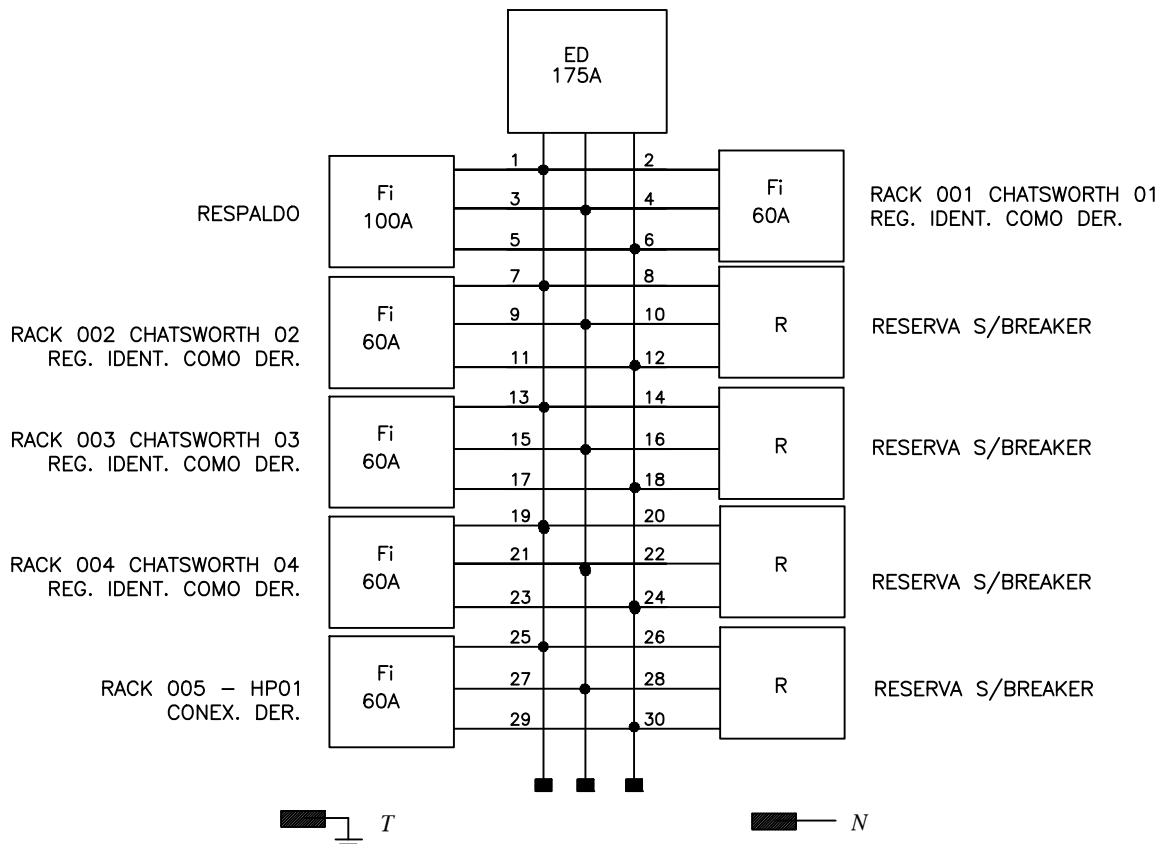 ED
175A
1
2
Fi
100A
3
4
Fi
60A
RESPALDO
RACK 001 CHATSWORTH 01
REG. IDENT. COMO DER.
5
6
7
8
RACK 002 CHATSWORTH 02
REG. IDENT. COMO DER.
Fi
60A
9
10
R
RESERVA S/BREAKER
11
12
13
14
RACK 003 CHATSWORTH 03
REG. IDENT. COMO DER.
Fi
60A
15
16
R
RESERVA S/BREAKER
17
18
19
20
RACK 004 CHATSWORTH 04
REG. IDENT. COMO DER.
Fi
60A
21
22
R
RESERVA S/BREAKER
23
24
25
26
RACK 005 – HP01
CONEX. DER.
Fi
60A
27
28
R
RESERVA S/BREAKER
29
30
T
N